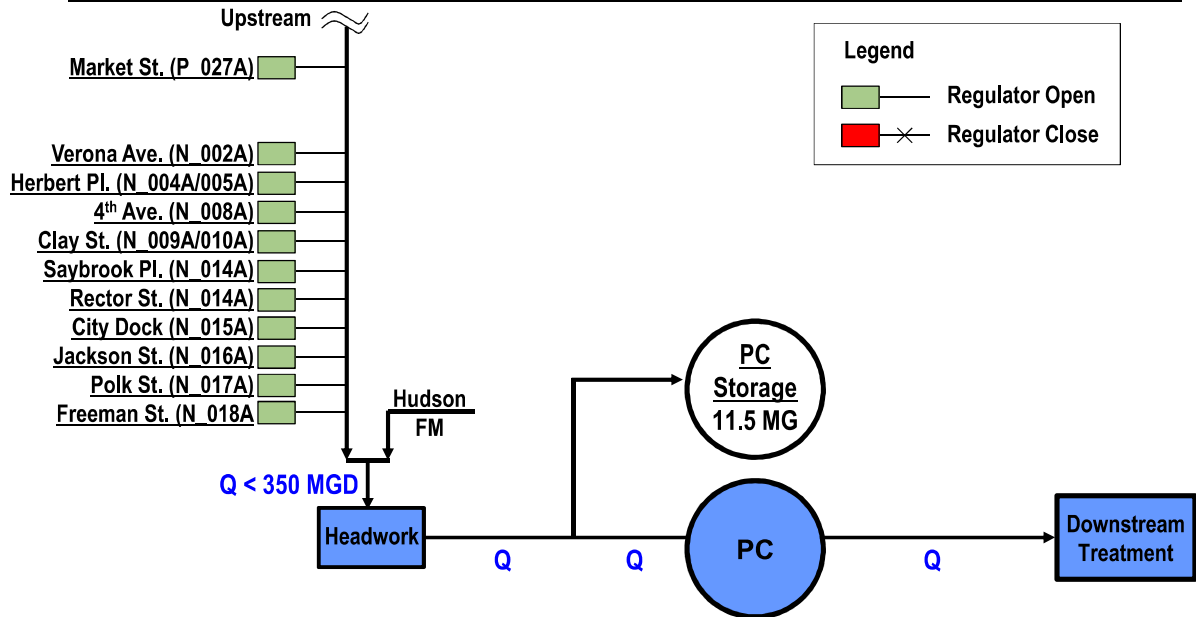 Upstream
Market St. (P_027A)
Verona Ave. (N_002A)
Herbert Pl. (N_004A/005A)
4th Ave. (N_008A)
Clay St. (N_009A/010A)
Saybrook Pl. (N_014A)
Rector St. (N_014A)
City Dock (N_015A)
Jackson St. (N_016A)
Polk St. (N_017A)
Freeman St. (N_018A
Hudson
FM
Q < 350 MGD
Headwork
Q
Q
PC
Storage
11.5 MG
PC
Q
Downstream
Treatment
Legend
Regulator Open
Regulator Close